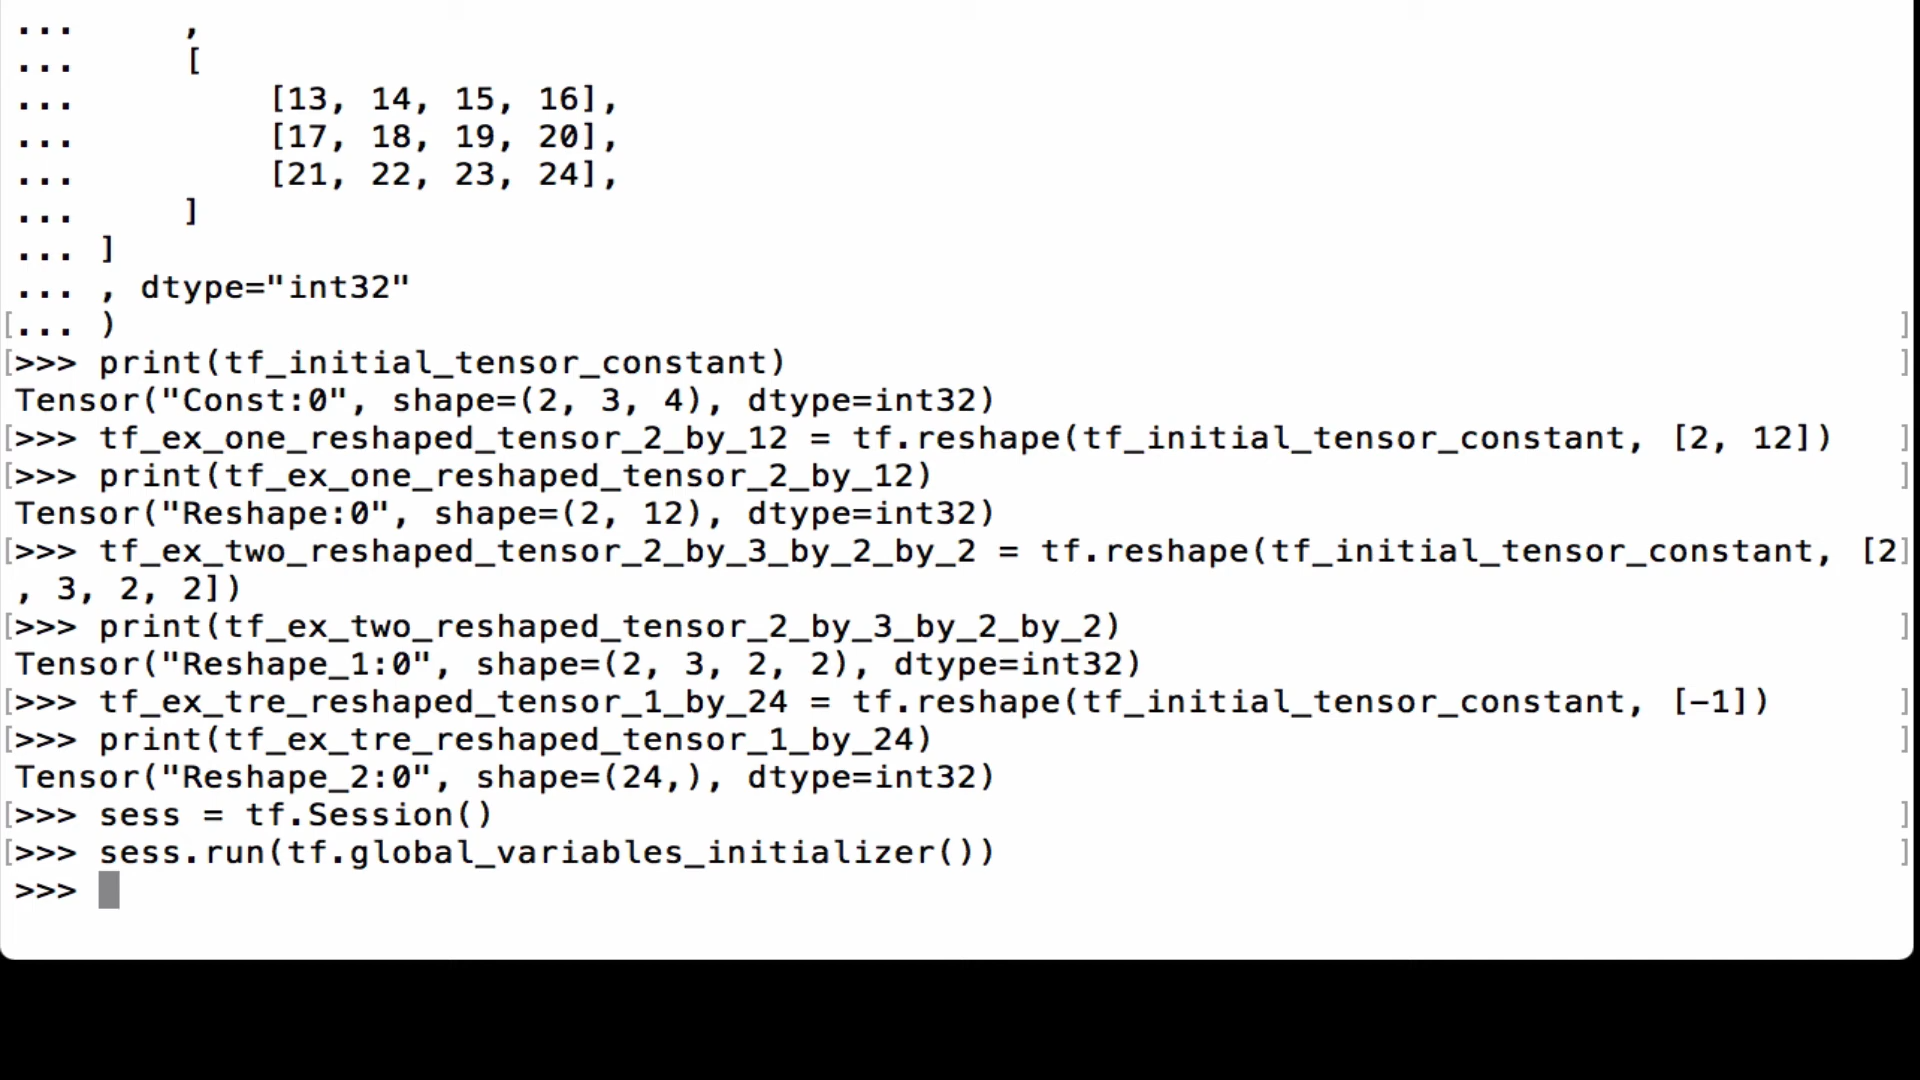 ...      ,
...      [
...          [13, 14, 15, 16],
...          [17, 18, 19, 20],
...          [21, 22, 23, 24],
...      ]
... ]
... , dtype="int32"
[... )                                                                                    ]
[>>> print(tf_initial_tensor_constant)                                                     ]
Tensor("Const:0", shape=(2, 3, 4), dtype=int32)
[>>> tf_ex_one_reshaped_tensor_2_by_12 = tf.reshape(tf_initial_tensor_constant, [2, 12])   ]
[>>> print(tf_ex_one_reshaped_tensor_2_by_12)                                              ]
Tensor("Reshape:0", shape=(2, 12), dtype=int32)
[>>> tf_ex_two_reshaped_tensor_2_by_3_by_2_by_2 = tf.reshape(tf_initial_tensor_constant, [2]
, 3, 2, 2])
[>>> print(tf_ex_two_reshaped_tensor_2_by_3_by_2_by_2)                                     ]
Tensor("Reshape_1:0", shape=(2, 3, 2, 2), dtype=int32)
[>>> tf_ex_tre_reshaped_tensor_1_by_24 = tf.reshape(tf_initial_tensor_constant, [-1])      ]
[>>> print(tf_ex_tre_reshaped_tensor_1_by_24)                                              ]
Tensor("Reshape_2:0", shape=(24,), dtype=int32)
[>>> sess = tf.Session()                                                                   ]
[>>> sess.run(tf.global_variables_initializer())                                           ]
>>>